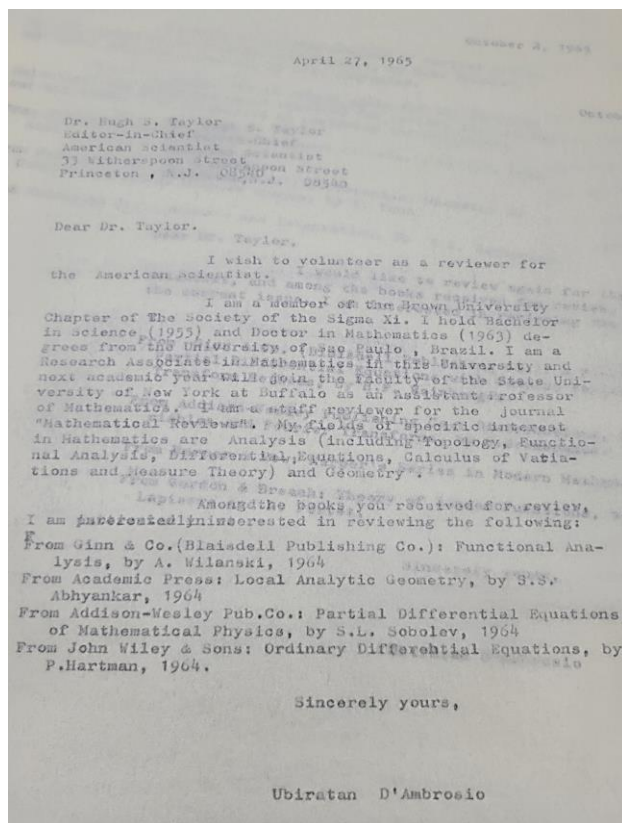 April 27, 1965
Dr. Hugh S. Taylor
Editor-in-Chief
American Scientist
33 Witherspoon Street
Princeton , N.J. 08540
Dear Dr. Taylor.
I wish to volunteer as a reviewer for
the American Scientist.
I am a member of the Brown University
Chapter of The Society of the Sigma Xi. I hold Bachelor
in Science (1955) and Doctor in Mathematics (1963) de-
grees from the University of Sao Paulo , Brazil. I am a
Research Associate in Mathematics in this University and
next academic year will join the faculty of the State Uni-
versity of New York at Buffalo as an Assistant Professor
of Mathematics. I am a staff reviewer for the journal
"Mathematical Reviews". My fields of specific interest
in Mathematics are Analysis (including Topology, Functio-
nal Analysis, Differential Equations, Calculus of Varia-
tions and Measure Theory) and Geometry .
Amongdthe books you received for review,
I am interested in reviewing the following:
From Ginn & Co.(Blaisdell Publishing Co.): Functional Ana-
lysis, by A. Wilanski, 1964
From Academic Press: Local Analytic Geometry, by S.S.
Abhyankar, 1964
From Addison-Wesley Pub.Co.: Partial Differential Equations
of Mathematical Physics, by S.L. Sobolev, 1964
From John Wiley & Sons: Ordinary Differential Equations, by
P.Hartman, 1964.
Sincerely yours,
Ubiratan D'Ambrosio